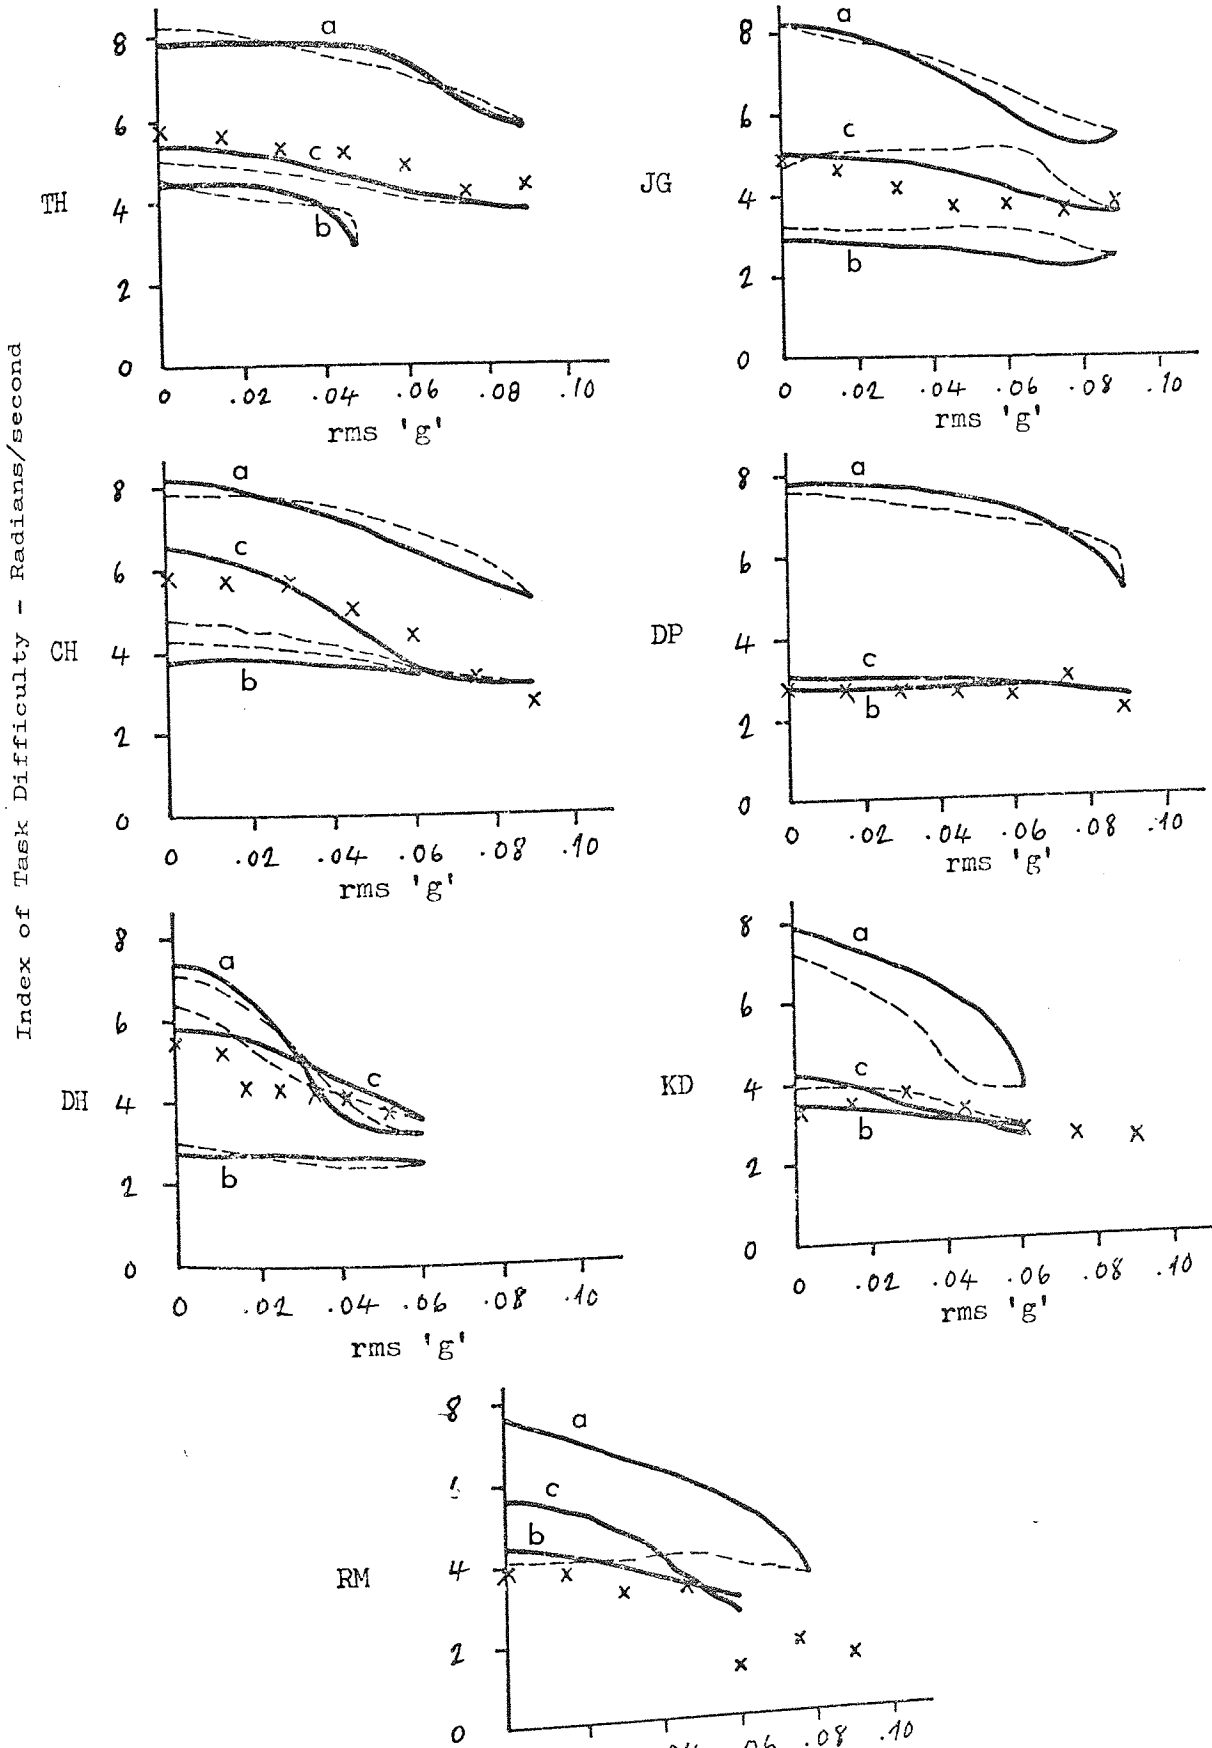 Index of Task Difficulty - Radians/second
TH
8
6
4
2
0
a
c
b
x x x x x x x
0 .02 .04 .06 .08 .10
rms 'g'
JG
8
6
4
2
0
a
c
b
x x x x x x x
0 .02 .04 .06 .08 .10
rms 'g'
CH
8
6
4
2
0
a
c
b
x x x x x x x
0 .02 .04 .06 .08 .10
rms 'g'
DP
8
6
4
2
0
a
c
b
x x x x x x x
0 .02 .04 .06 .08 .10
rms 'g'
DH
8
6
4
2
0
a
c
b
x x x x x x x
0 .02 .04 .06 .08 .10
rms 'g'
KD
8
6
4
2
0
a
c
b
x x x x x x x
0 .02 .04 .06 .08 .10
rms 'g'
RM
8
4
2
0
a
c
b
x x x x x x x
.08 .10